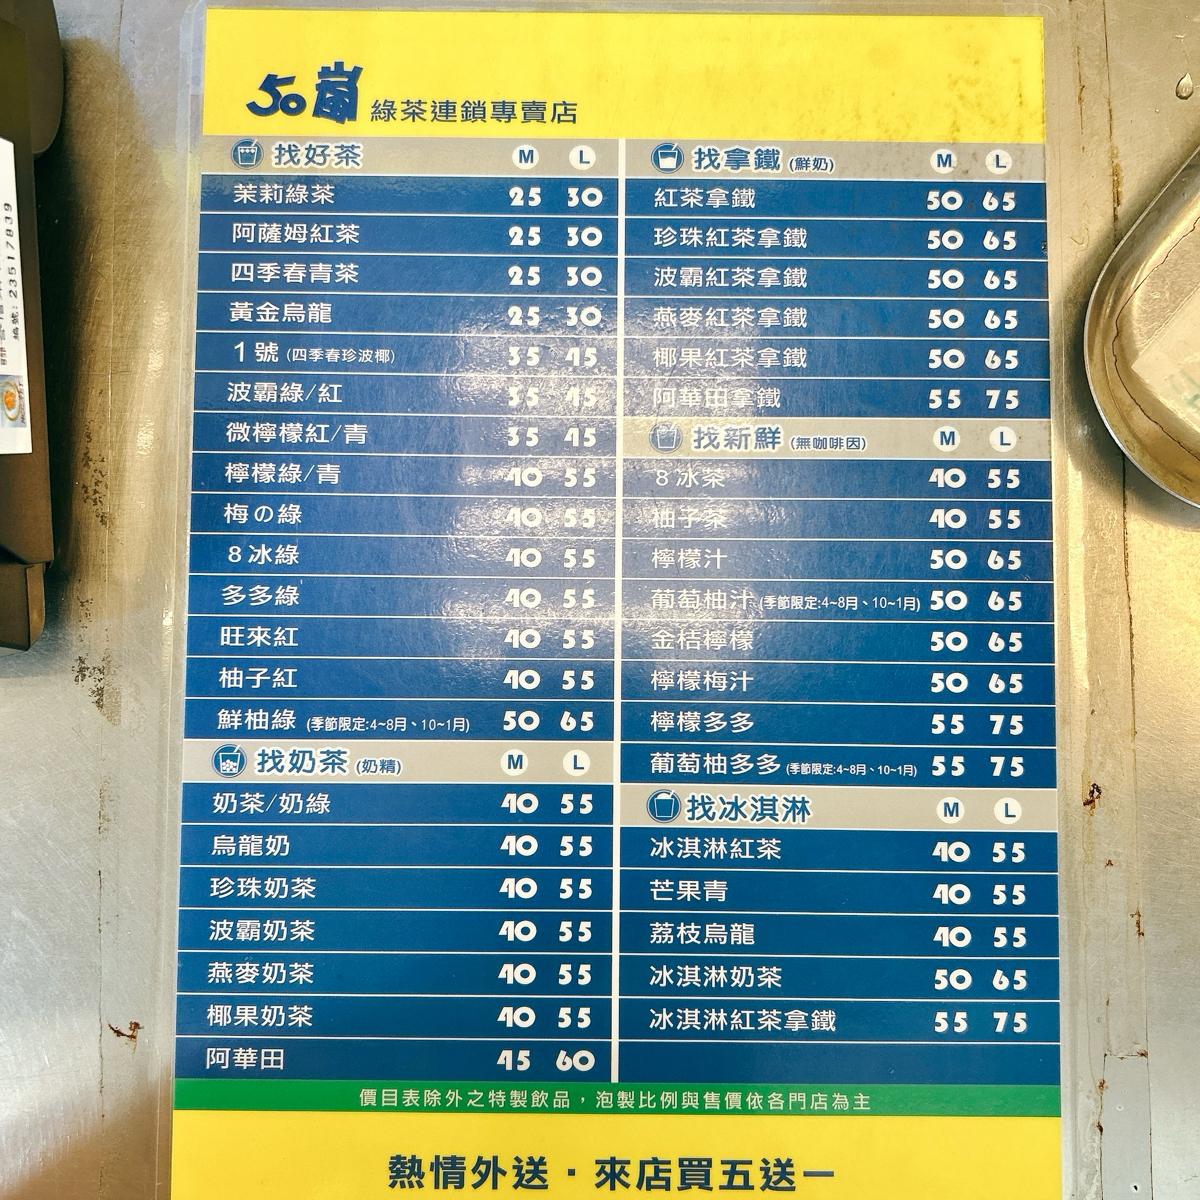 50嵐 綠茶連鎖專賣店
找好茶 M L
茉莉綠茶 25 30
阿薩姆紅茶 25 30
四季春青茶 25 30
黃金烏龍 25 30
1號 (四季春珍波椰) 35 45
波霸綠/紅 35 45
微檸檬紅/青 35 45
檸檬綠/青 40 55
梅の綠 40 55
8冰綠 40 55
多多綠 40 55
旺來紅 40 55
柚子紅 40 55
鮮柚綠 (季節限定:4~8月、10~1月) 50 65
找奶茶 (奶精) M L
奶茶/奶綠 40 55
烏龍奶 40 55
珍珠奶茶 40 55
波霸奶茶 40 55
燕麥奶茶 40 55
椰果奶茶 40 55
阿華田 45 60
找拿鐵 (鮮奶) M L
紅茶拿鐵 50 65
珍珠紅茶拿鐵 50 65
波霸紅茶拿鐵 50 65
燕麥紅茶拿鐵 50 65
椰果紅茶拿鐵 50 65
阿華田拿鐵 55 75
找新鮮 (無咖啡因) M L
8冰茶 40 55
柚子茶 40 55
檸檬汁 50 65
葡萄柚汁 (季節限定:4~8月、10~1月) 50 65
金桔檸檬 50 65
檸檬梅汁 50 65
檸檬多多 55 75
葡萄柚多多 (季節限定:4~8月、10~1月) 55 75
找冰淇淋 M L
冰淇淋紅茶 40 55
芒果青 40 55
荔枝烏龍 40 55
冰淇淋奶茶 50 65
冰淇淋紅茶拿鐵 55 75
價目表除外之特製飲品，泡製比例與售價依各門店為主
熱情外送・來店買五送一
編號: 23517839